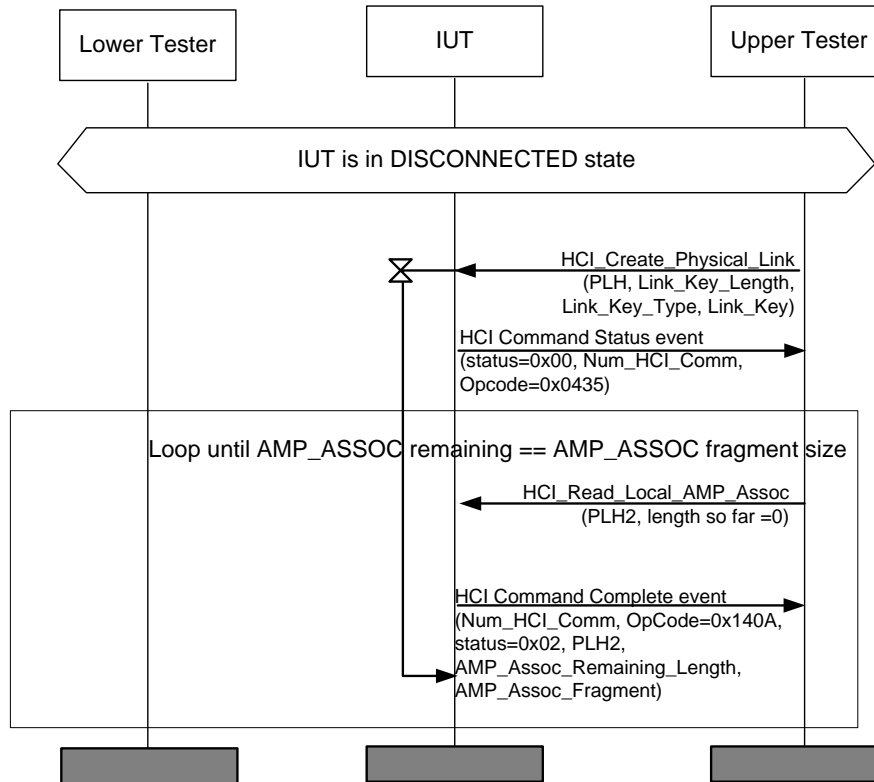 Lower Tester
IUT
Upper Tester
IUT is in DISCONNECTED state
HCI_Create_Physical_Link
(PLH, Link_Key_Length,
Link_Key_Type, Link_Key)
HCI Command Status event
(status=0x00, Num_HCI_Comm,
Opcode=0x0435)
Loop until AMP_ASSOC remaining == AMP_ASSOC fragment size
HCI_Read_Local_AMP_Assoc
(PLH2, length so far =0)
HCI Command Complete event
(Num_HCI_Comm, OpCode=0x140A,
status=0x02, PLH2,
AMP_Assoc_Remaining_Length,
AMP_Assoc_Fragment)